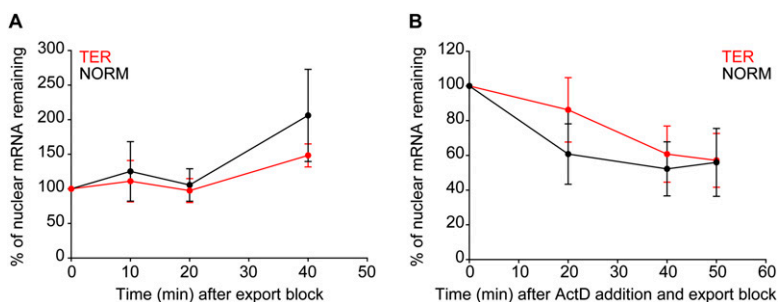 A
TER
NORM
% of nuclear mRNA remaining
300
250
200
150
100
50
0
0 10 20 30 40 50
Time (min) after export block
B
TER
NORM
% of nuclear mRNA remaining
120
100
80
60
40
20
0
0 10 20 30 40 50 60
Time (min) after ActD addition and export block